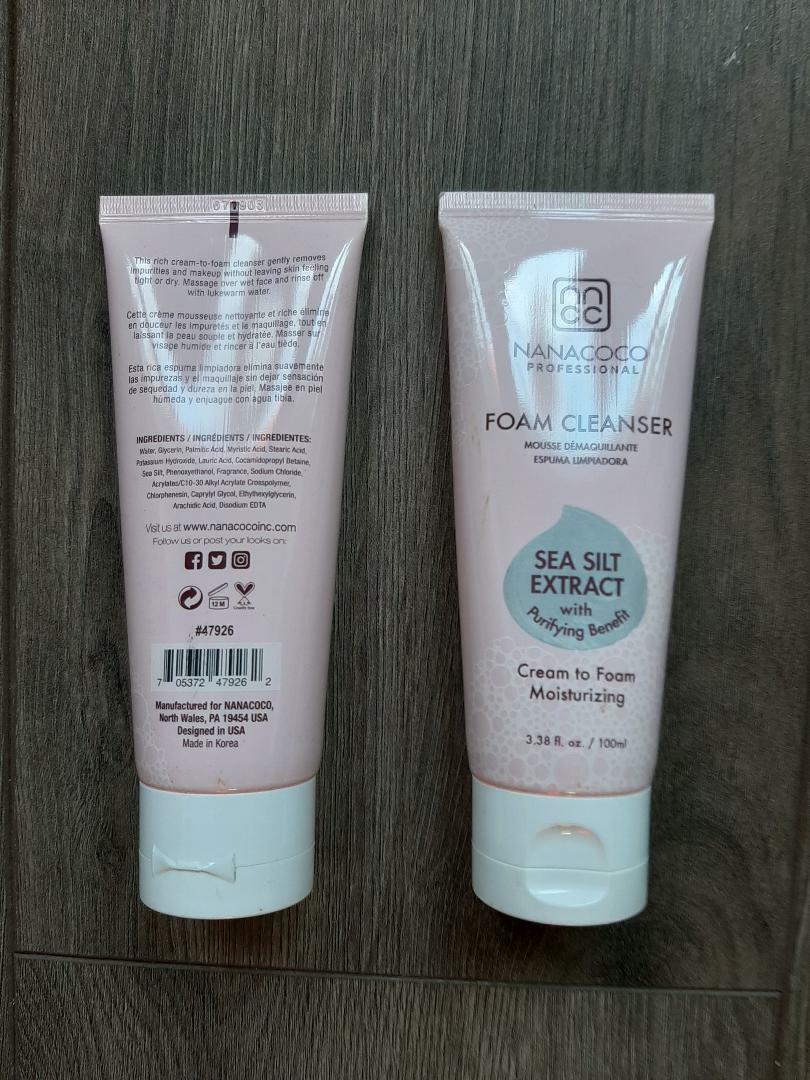 This rich cream-to-foam cleanser gently removes
impurities and makeup without leaving skin feeling
tight or dry. Massage over wet face and rinse off
with lukewarm water.
Cette crème mousseuse nettoyante et riche élimine
en douceur les impuretés et le maquillage, tout en
laissant la peau souple et hydratée. Masser sur
visage humide et rincer à l'eau tiède.
Esta rica espuma limpiadora elimina suavemente
las impurezas y el maquillaje sin dejar sensación
de sequedad y dureza en la piel. Masajee en piel
húmeda y enjuague con agua tibia.
INGREDIENTS / INGRÉDIENTS / INGREDIENTES:
Water, Glycerin, Palmitic Acid, Myristic Acid, Stearic Acid,
Potassium Hydroxide, Lauric Acid, Cocamidopropyl Betaine,
Sea Silt, Phenoxyethanol, Fragrance, Sodium Chloride,
Acrylates/C10-30 Alkyl Acrylate Crosspolymer,
Chlorphenesin, Caprylyl Glycol, Ethylhexylglycerin,
Arachidic Acid, Disodium EDTA
Visit us at www.nanacocoinc.com
Follow us or post your looks on:
12 M
Cruelty free
#47926
7 05372 47926 2
Manufactured for NANACOCO,
North Wales, PA 19454 USA
Designed in USA
Made in Korea
nncc
NANACOCO
PROFESSIONAL
FOAM CLEANSER
MOUSSE DÉMAQUILLANTE
ESPUMA LIMPIADORA
SEA SILT
EXTRACT
with
Purifying Benefit
Cream to Foam
Moisturizing
3.38 fl. oz. / 100ml